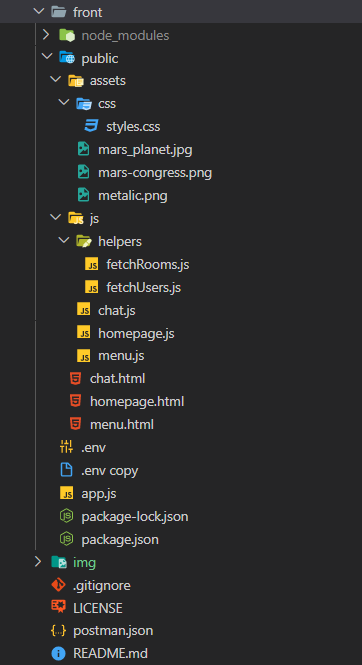 front
node_modules
public
assets
css
styles.css
mars_planet.jpg
mars-congress.png
metalic.png
js
helpers
fetchRooms.js
fetchUsers.js
chat.js
homepage.js
menu.js
chat.html
homepage.html
menu.html
.env
.env copy
app.js
package-lock.json
package.json
img
.gitignore
LICENSE
postman.json
README.md